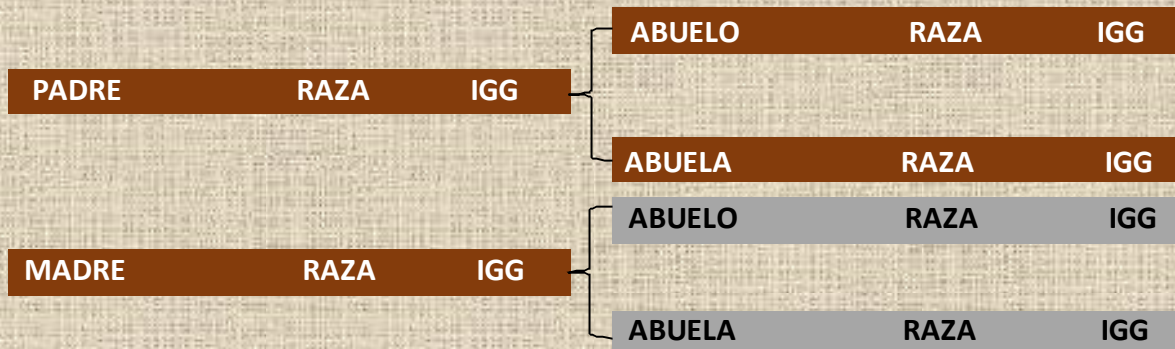 ABUELO RAZA IGG
PADRE RAZA IGG
ABUELA RAZA IGG
ABUELO RAZA IGG
MADRE RAZA IGG
ABUELA RAZA IGG